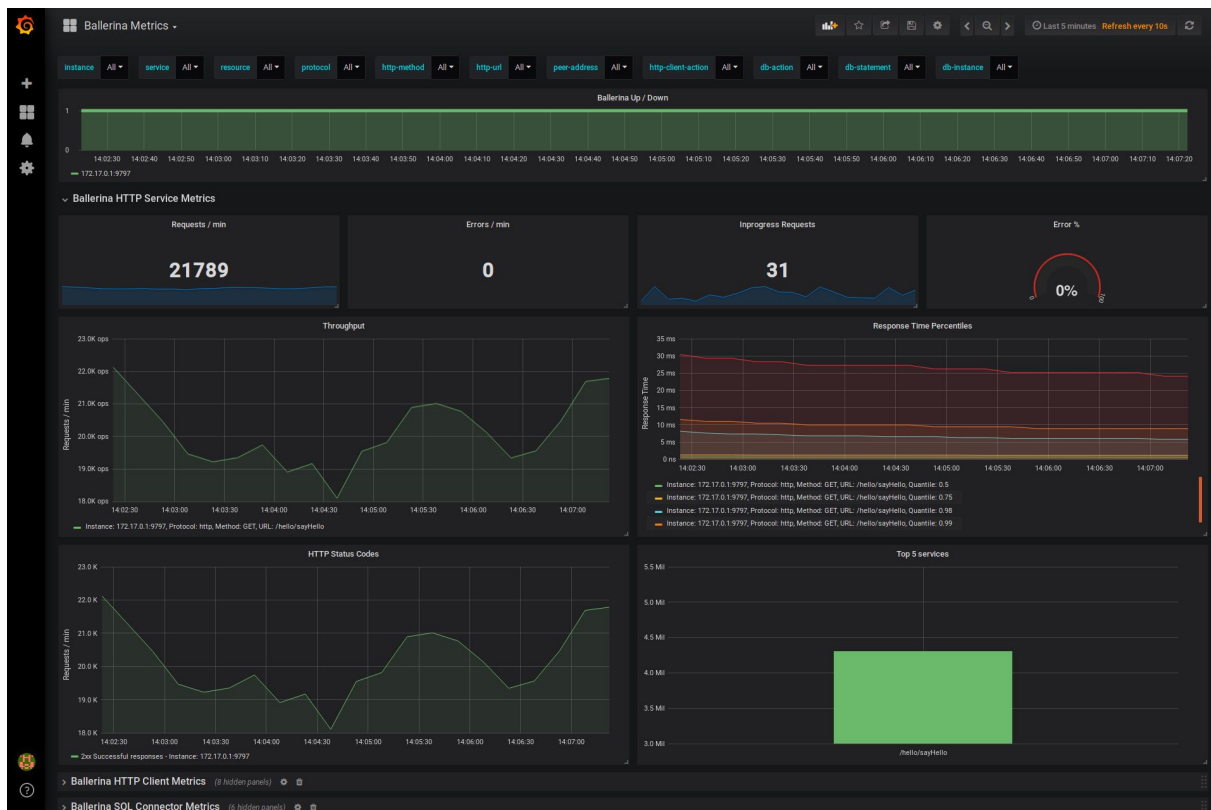 Ballerina Metrics
Last 5 minutes Refresh every 10s
instance All service All resource All protocol All http-method All http-url All peer-address All http-client-action All db-action All db-statement All db-instance All
Ballerina Up / Down
1
0
14:02:30 14:02:40 14:02:50 14:03:00 14:03:10 14:03:20 14:03:30 14:03:40 14:03:50 14:04:00 14:04:10 14:04:20 14:04:30 14:04:40 14:04:50 14:05:00 14:05:10 14:05:20 14:05:30 14:05:40 14:05:50 14:06:00 14:06:10 14:06:20 14:06:30 14:06:40 14:06:50 14:07:00 14:07:10 14:07:20
172.17.0.1:9797
Ballerina HTTP Service Metrics
Requests / min
21789
Errors / min
0
Inprogress Requests
31
Error %
0%
0
100
Throughput
Requests / min
23.0K ops
22.0K ops
21.0K ops
20.0K ops
19.0K ops
18.0K ops
14:02:30 14:03:00 14:03:30 14:04:00 14:04:30 14:05:00 14:05:30 14:06:00 14:06:30 14:07:00
Instance: 172.17.0.1:9797, Protocol: http, Method: GET, URL: /hello/sayHello
Response Time Percentiles
Response Time
35 ms
30 ms
25 ms
20 ms
15 ms
10 ms
5 ms
0 ns
14:02:30 14:03:00 14:03:30 14:04:00 14:04:30 14:05:00 14:05:30 14:06:00 14:06:30 14:07:00
Instance: 172.17.0.1:9797, Protocol: http, Method: GET, URL: /hello/sayHello, Quantile: 0.5
Instance: 172.17.0.1:9797, Protocol: http, Method: GET, URL: /hello/sayHello, Quantile: 0.75
Instance: 172.17.0.1:9797, Protocol: http, Method: GET, URL: /hello/sayHello, Quantile: 0.98
Instance: 172.17.0.1:9797, Protocol: http, Method: GET, URL: /hello/sayHello, Quantile: 0.99
HTTP Status Codes
Requests / min
23.0 K
22.0 K
21.0 K
20.0 K
19.0 K
18.0 K
14:02:30 14:03:00 14:03:30 14:04:00 14:04:30 14:05:00 14:05:30 14:06:00 14:06:30 14:07:00
2xx Successful responses - Instance: 172.17.0.1:9797
Top 5 services
5.5 Mil
5.0 Mil
4.5 Mil
4.0 Mil
3.5 Mil
3.0 Mil
/hello/sayHello
Ballerina HTTP Client Metrics (8 hidden panels)
Ballerina SQL Connector Metrics (6 hidden panels)